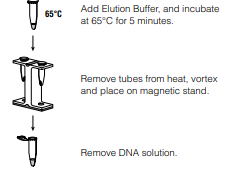 65°C
Add Elution Buffer, and incubate
at 65°C for 5 minutes.
Remove tubes from heat, vortex
and place on magnetic stand.
Remove DNA solution.